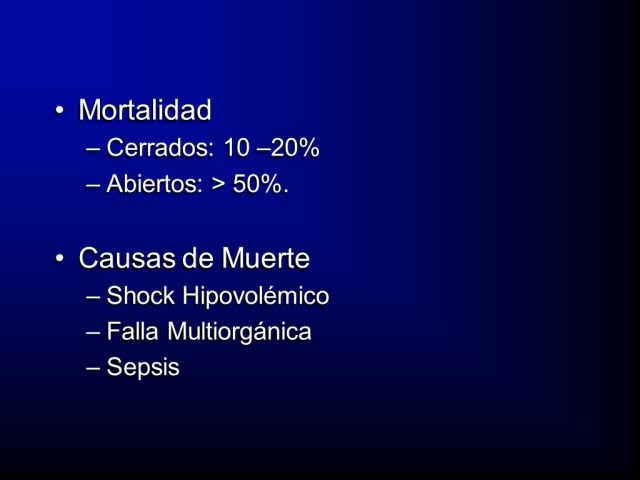 • Mortalidad
– Cerrados: 10 –20%
– Abiertos: > 50%.
• Causas de Muerte
– Shock Hipovolémico
– Falla Multiorgánica
– Sepsis